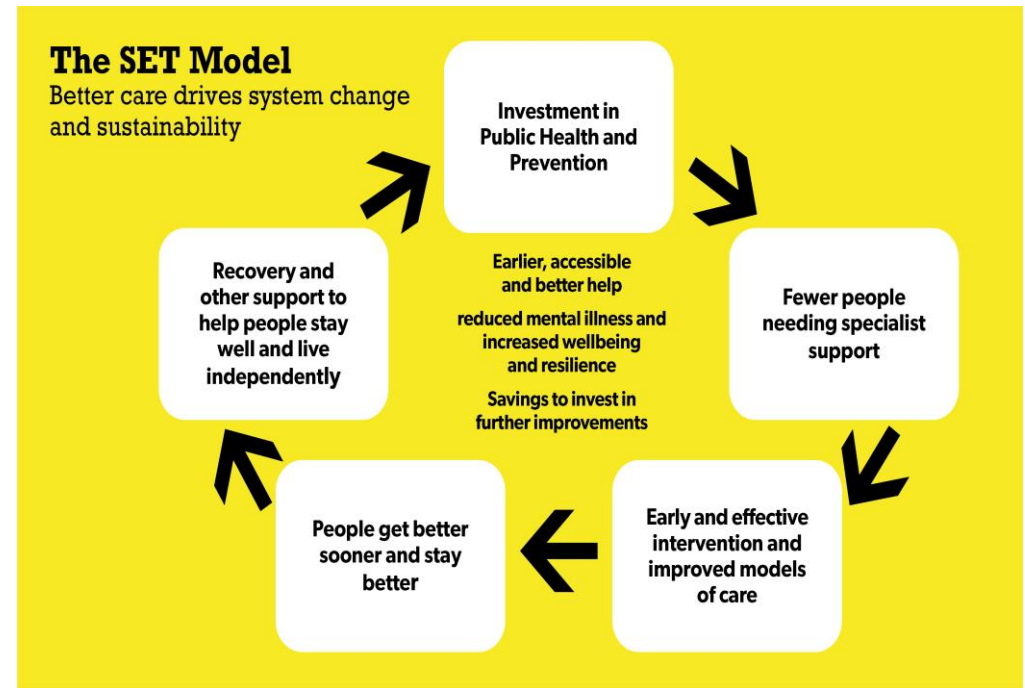 The SET Model
Better care drives system change
and sustainability
Investment in
Public Health and
Prevention
Fewer people
needing specialist
support
Early and effective
intervention and
improved models
of care
People get better
sooner and stay
better
Recovery and
other support to
help people stay
well and live
independently
Earlier, accessible
and better help
reduced mental illness and
increased wellbeing
and resilience
Savings to invest in
further improvements